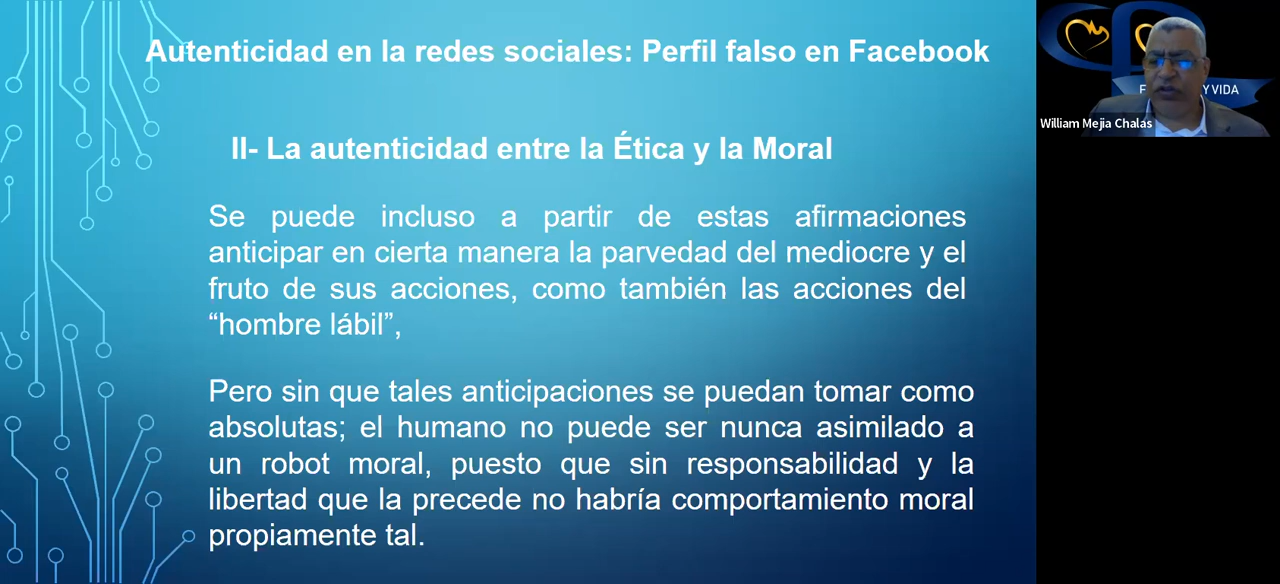 Autenticidad en la redes sociales: Perfil falso en Facebook
II- La autenticidad entre la Ética y la Moral
Se puede incluso a partir de estas afirmaciones
anticipar en cierta manera la parvedad del mediocre y el
fruto de sus acciones, como también las acciones del
“hombre lábil”,
Pero sin que tales anticipaciones se puedan tomar como
absolutas; el humano no puede ser nunca asimilado a
un robot moral, puesto que sin responsabilidad y la
libertad que la precede no habría comportamiento moral
propiamente tal.
Y VIDA
William Mejia Chalas